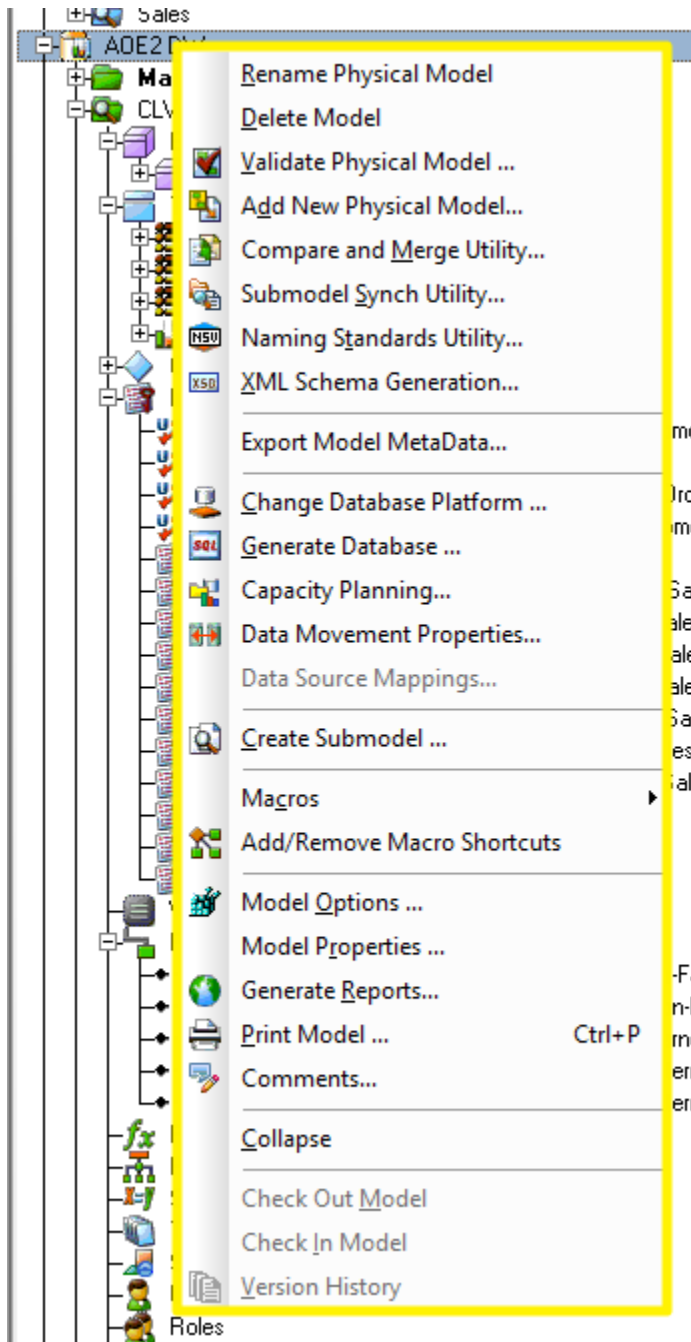 Sales
AOE2
Rename Physical Model
Delete Model
Validate Physical Model ...
Add New Physical Model...
Compare and Merge Utility...
Submodel Synch Utility...
NSU Naming Standards Utility...
XSD XML Schema Generation...
Export Model MetaData...
Change Database Platform ...
SQL Generate Database ...
Capacity Planning...
Data Movement Properties...
Data Source Mappings...
Create Submodel ...
Macros
Add/Remove Macro Shortcuts
Model Options ...
Model Properties ...
Generate Reports...
Print Model ... Ctrl+P
Comments...
Collapse
Check Out Model
Check In Model
Version History
Roles